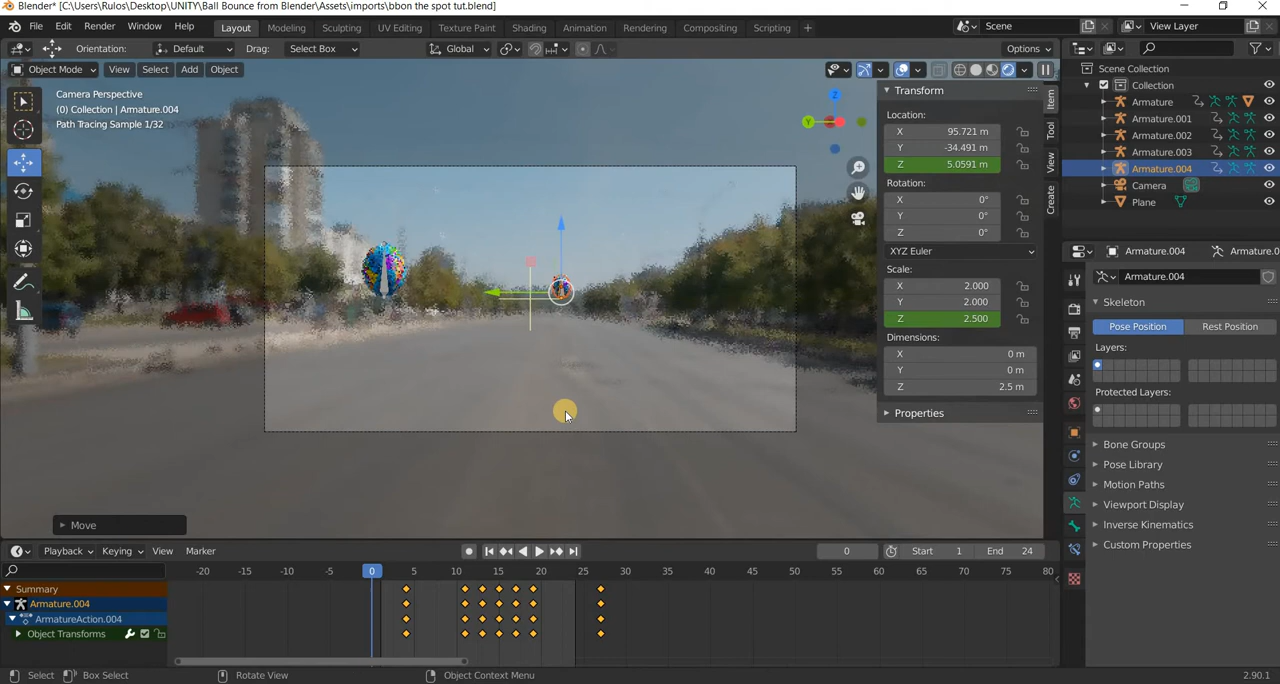 Blender* [C:\Users\Rulos\Desktop\UNITY\Ball Bounce from Blender\Assets\imports\bbon the spot tut.blend]
File Edit Render Window Help Layout Modeling Sculpting UV Editing Texture Paint Shading Animation Rendering Compositing Scripting + Scene View Layer
Orientation: Default Drag: Select Box Global Options
Object Mode View Select Add Object
Camera Perspective
(0) Collection | Armature.004
Path Tracing Sample 1/32
Z
Y
Transform
Location:
X 95.721 m
Y -34.491 m
Z 5.0591 m
Rotation:
X 0°
Y 0°
Z 0°
XYZ Euler
Scale:
X 2.000
Y 2.000
Z 2.500
Dimensions:
X 0 m
Y 0 m
Z 2.5 m
Properties
Item
Tool
View
Create
Scene Collection
Collection
Armature
Armature.001
Armature.002
Armature.003
Armature.004
Camera
Plane
Armature.004 Armature.0
Armature.004
Skeleton
Pose Position Rest Position
Layers:
Protected Layers:
Bone Groups
Pose Library
Motion Paths
Viewport Display
Inverse Kinematics
Custom Properties
Move
Playback Keying View Marker 0 Start 1 End 24
-20 -15 -10 -5 0 5 10 15 20 25 30 35 40 45 50 55 60 65 70 75 80
Summary
Armature.004
ArmatureAction.004
Object Transforms
Select Box Select Rotate View Object Context Menu 2.90.1